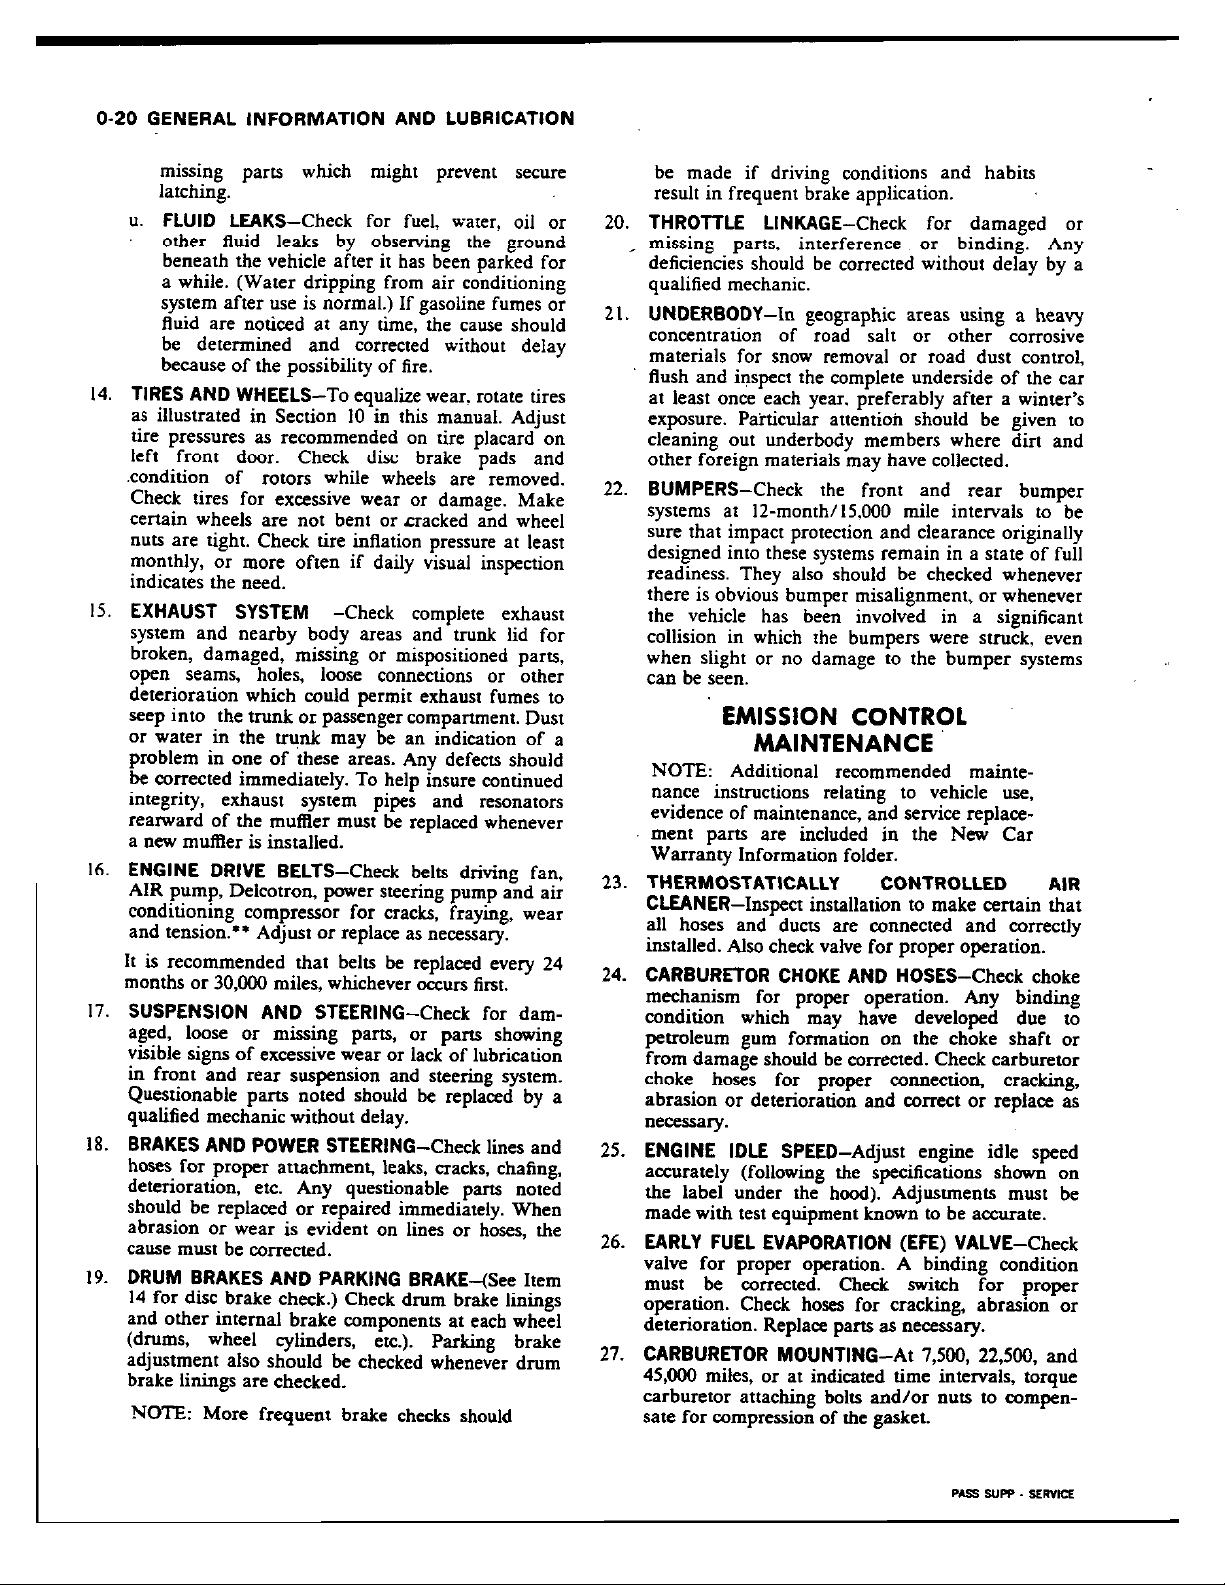 0-20 GENERAL INFORMATION AND LUBRICATION
missing parts which might prevent secure
latching.
u. FLUID LEAKS—Check for fuel, water, oil or
other fluid leaks by observing the ground
beneath the vehicle after it has been parked for
a while. (Water dripping from air conditioning
system after use is normal.) If gasoline fumes or
fluid are noticed at any time, the cause should
be determined and corrected without delay
because of the possibility of fire.
14. TIRES AND WHEELS—To equalize wear, rotate tires
as illustrated in Section 10 in this manual. Adjust
tire pressures as recommended on tire placard on
left front door. Check disc brake pads and
condition of rotors while wheels are removed.
Check tires for excessive wear or damage. Make
certain wheels are not bent or cracked and wheel
nuts are tight. Check tire inflation pressure at least
monthly, or more often if daily visual inspection
indicates the need.
15. EXHAUST SYSTEM —Check complete exhaust
system and nearby body areas and trunk lid for
broken, damaged, missing or mispositioned parts,
open seams, holes, loose connections or other
deterioration which could permit exhaust fumes to
seep into the trunk or passenger compartment. Dust
or water in the trunk may be an indication of a
problem in one of these areas. Any defects should
be corrected immediately. To help insure continued
integrity, exhaust system pipes and resonators
rearward of the muffler must be replaced whenever
a new muffler is installed.
16. ENGINE DRIVE BELTS—Check belts driving fan,
AIR pump, Delcotron, power steering pump and air
conditioning compressor for cracks, fraying, wear
and tension.** Adjust or replace as necessary.
It is recommended that belts be replaced every 24
months or 30,000 miles, whichever occurs first.
17. SUSPENSION AND STEERING—Check for dam-
aged, loose or missing parts, or parts showing
visible signs of excessive wear or lack of lubrication
in front and rear suspension and steering system.
Questionable parts noted should be replaced by a
qualified mechanic without delay.
18. BRAKES AND POWER STEERING—Check lines and
hoses for proper attachment, leaks, cracks, chafing,
deterioration, etc. Any questionable parts noted
should be replaced or repaired immediately. When
abrasion or wear is evident on lines or hoses, the
cause must be corrected.
19. DRUM BRAKES AND PARKING BRAKE—(See Item
14 for disc brake check.) Check drum brake linings
and other internal brake components at each wheel
(drums, wheel cylinders, etc.). Parking brake
adjustment also should be checked whenever drum
brake linings are checked.
NOTE: More frequent brake checks should
be made if driving conditions and habits
result in frequent brake application.
20. THROTTLE LINKAGE—Check for damaged or
missing parts, interference or binding. Any
deficiencies should be corrected without delay by a
qualified mechanic.
21. UNDERBODY—In geographic areas using a heavy
concentration of road salt or other corrosive
materials for snow removal or road dust control,
flush and inspect the complete underside of the car
at least once each year, preferably after a winter's
exposure. Particular attention should be given to
cleaning out underbody members where dirt and
other foreign materials may have collected.
22. BUMPERS—Check the front and rear bumper
systems at 12-month/15,000 mile intervals to be
sure that impact protection and clearance originally
designed into these systems remain in a state of full
readiness. They also should be checked whenever
there is obvious bumper misalignment, or whenever
the vehicle has been involved in a significant
collision in which the bumpers were struck, even
when slight or no damage to the bumper systems
can be seen.
EMISSION CONTROL
MAINTENANCE
NOTE: Additional recommended mainte-
nance instructions relating to vehicle use,
evidence of maintenance, and service replace-
ment parts are included in the New Car
Warranty Information folder.
23. THERMOSTATICALLY CONTROLLED AIR
CLEANER—Inspect installation to make certain that
all hoses and ducts are connected and correctly
installed. Also check valve for proper operation.
24. CARBURETOR CHOKE AND HOSES—Check choke
mechanism for proper operation. Any binding
condition which may have developed due to
petroleum gum formation on the choke shaft or
from damage should be corrected. Check carburetor
choke hoses for proper connection, cracking,
abrasion or deterioration and correct or replace as
necessary.
25. ENGINE IDLE SPEED—Adjust engine idle speed
accurately (following the specifications shown on
the label under the hood). Adjustments must be
made with test equipment known to be accurate.
26. EARLY FUEL EVAPORATION (EFE) VALVE—Check
valve for proper operation. A binding condition
must be corrected. Check switch for proper
operation. Check hoses for cracking, abrasion or
deterioration. Replace parts as necessary.
27. CARBURETOR MOUNTING—At 7,500, 22,500, and
45,000 miles, or at indicated time intervals, torque
carburetor attaching bolts and/or nuts to compen-
sate for compression of the gasket.
PASS SUPP - SERVICE